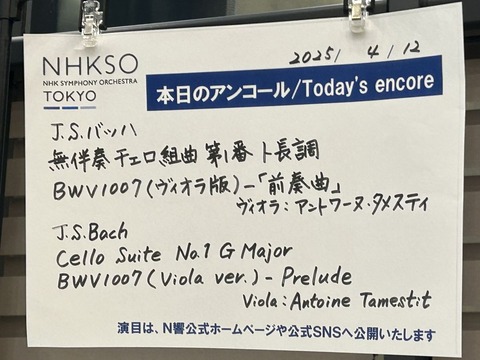 NHKSO
NHK SYMPHONY ORCHESTRA
TOKYO
2025/ 4/12
本日のアンコール/Today's encore
J.S.バッハ
無伴奏チェロ組曲 第1番 ト長調
BWV1007(ヴィオラ版)-「前奏曲」
ヴィオラ:アントワーヌ・タメスティ
J.S.Bach
Cello Suite No.1 G Major
BWV1007(Viola ver.)- Prelude
Viola:Antoine Tamestit
演目は、N響公式ホームページや公式SNSへ公開いたします